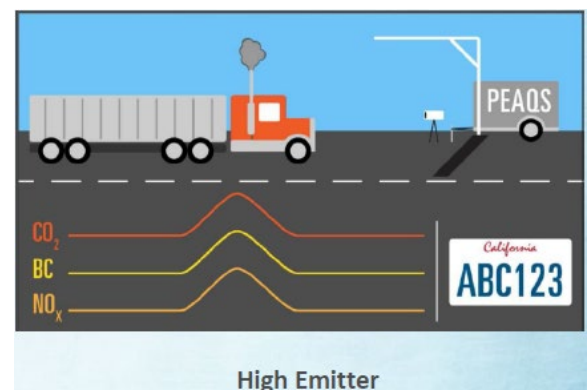 PEAQS
CO₂
BC
NOₓ
California
ABC123
High Emitter